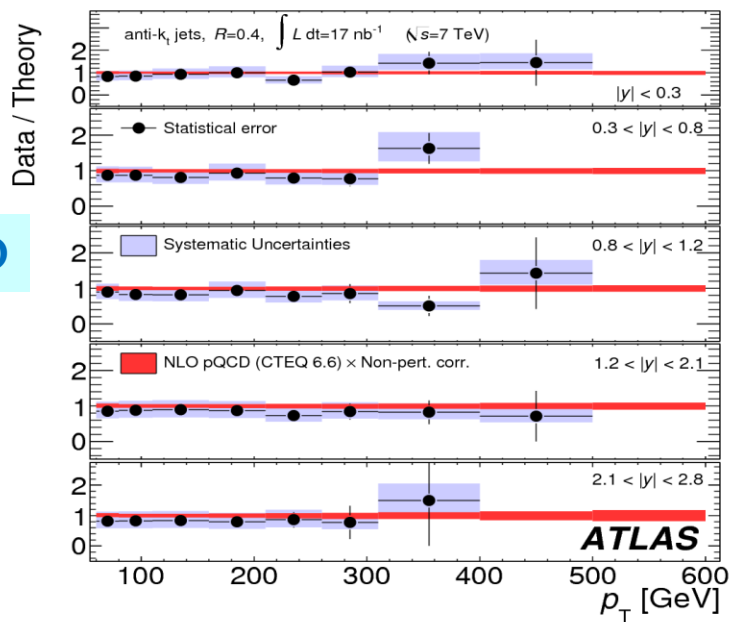 Data / Theory
anti-kt jets, R=0.4, ∫ L dt=17 nb⁻¹ (√s=7 TeV)
2
1
0
|y| < 0.3
Statistical error
0.3 < |y| < 0.8
2
1
0
Systematic Uncertainties
0.8 < |y| < 1.2
2
1
0
NLO pQCD (CTEQ 6.6) × Non-pert. corr.
1.2 < |y| < 2.1
2
1
0
2.1 < |y| < 2.8
2
1
0
ATLAS
100 200 300 400 500 600
pT [GeV]